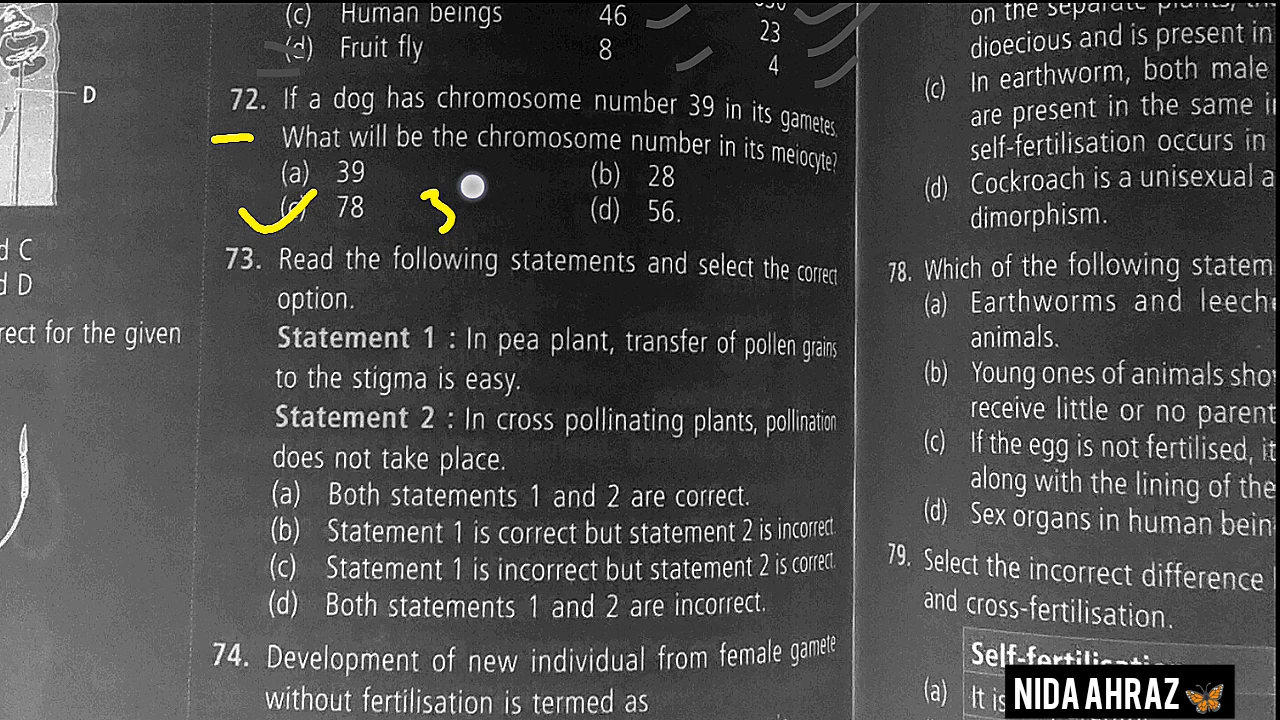 (c) Human beings 46
23
(d) Fruit fly 8 4
D
72. If a dog has chromosome number 39 in its gametes.
What will be the chromosome number in its meiocyte?
(a) 39 (b) 28
(c) 78 (d) 56.
73. Read the following statements and select the correct
option.
Statement 1 : In pea plant, transfer of pollen grains
to the stigma is easy.
Statement 2 : In cross pollinating plants, pollination
does not take place.
(a) Both statements 1 and 2 are correct.
(b) Statement 1 is correct but statement 2 is incorrect.
(c) Statement 1 is incorrect but statement 2 is correct.
(d) Both statements 1 and 2 are incorrect.
74. Development of new individual from female gamete
without fertilisation is termed as
d C
d D
rect for the given
on the separate plants,
dioecious and is present in
(c) In earthworm, both male
are present in the same
self-fertilisation occurs in
(d) Cockroach is a unisexual a
dimorphism.
78. Which of the following statem
(a) Earthworms and leech
animals.
(b) Young ones of animals sho
receive little or no parent
(c) If the egg is not fertilised, it
along with the lining of the
(d) Sex organs in human bein
79. Select the incorrect difference
and cross-fertilisation.
Self-fertilisation
(a) It is
NIDA AHRAZ